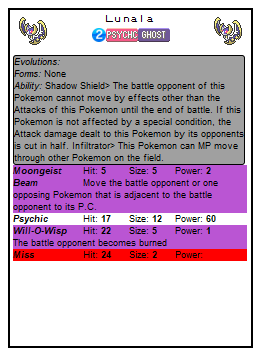 Lunala
2 PSYCHC GHOST
Evolutions:
Forms: None
Ability: Shadow Shield> The battle opponent of this
Pokemon cannot move by effects other than the
Attacks of this Pokemon until the end of battle. If this
Pokemon is not affected by a special condition, the
Attack damage dealt to this Pokemon by its opponents
is cut in half. Infiltrator> This Pokemon can MP move
through other Pokemon on the field.
Moongeist Hit: 5 Size: 5 Power: 2
Beam Move the battle opponent or one
opposing Pokemon that is adjacent to the battle
opponent to its P.C.
Psychic Hit: 17 Size: 12 Power: 60
Will-O-Wisp Hit: 22 Size: 5 Power: 1
The battle opponent becomes burned
Miss Hit: 24 Size: 2 Power: